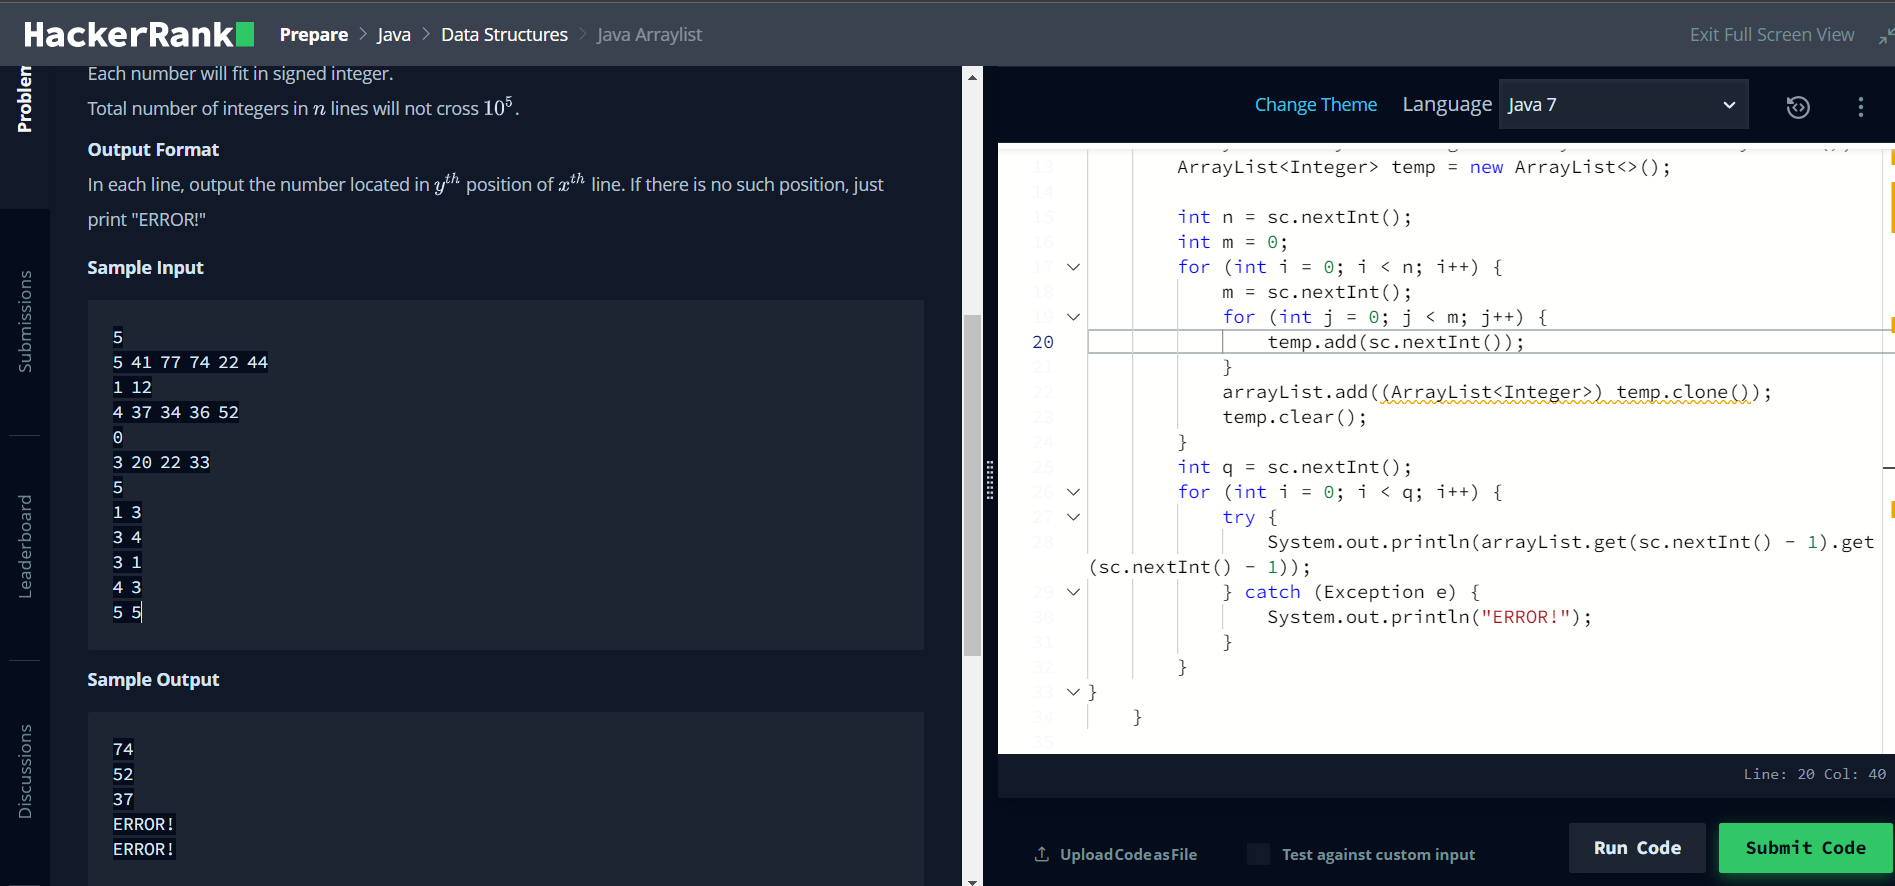 HackerRank
Prepare > Java > Data Structures > Java Arraylist
Exit Full Screen View
Problem
Submissions
Leaderboard
Discussions
Each number will fit in signed integer.
Total number of integers in n lines will not cross 10^5.
Output Format
In each line, output the number located in y^th position of x^th line. If there is no such position, just
print "ERROR!"
Sample Input
5
5 41 77 74 22 44
1 12
4 37 34 36 52
0
3 20 22 33
5
1 3
3 4
3 1
4 3
5 5
Sample Output
74
52
37
ERROR!
ERROR!
Change Theme Language Java 7
13 ArrayList<Integer> temp = new ArrayList<>();
14
15 int n = sc.nextInt();
16 int m = 0;
17 for (int i = 0; i < n; i++) {
18 m = sc.nextInt();
19 for (int j = 0; j < m; j++) {
20 temp.add(sc.nextInt());
21 }
22 arrayList.add((ArrayList<Integer>) temp.clone());
23 temp.clear();
24 }
25 int q = sc.nextInt();
26 for (int i = 0; i < q; i++) {
27 try {
28 System.out.println(arrayList.get(sc.nextInt() - 1).get
(sc.nextInt() - 1));
29 } catch (Exception e) {
30 System.out.println("ERROR!");
31 }
32 }
33 }
34 }
35
Line: 20 Col: 40
Upload Code as File
Test against custom input
Run Code
Submit Code